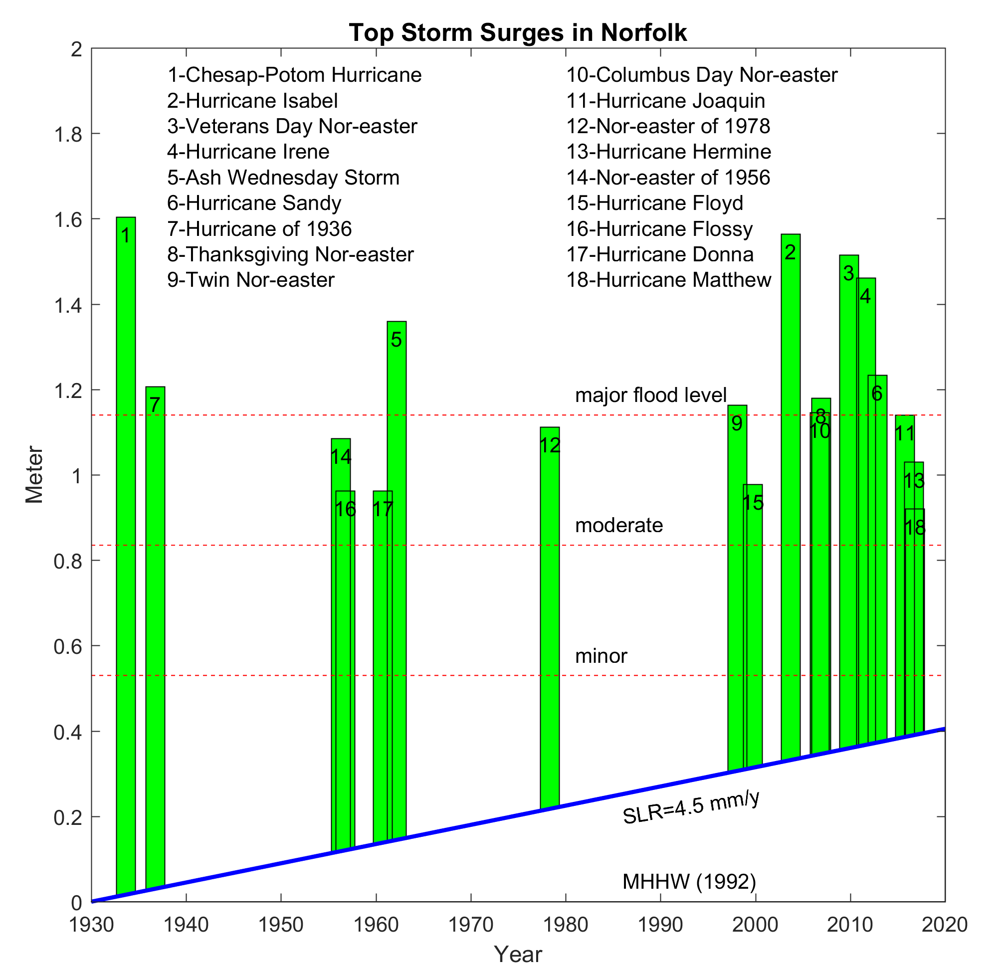 Top Storm Surges in Norfolk
2
1.8
1.6
1.4
1.2
1
0.8
0.6
0.4
0.2
0
Meter
1-Chesap-Potom Hurricane
2-Hurricane Isabel
3-Veterans Day Nor-easter
4-Hurricane Irene
5-Ash Wednesday Storm
6-Hurricane Sandy
7-Hurricane of 1936
8-Thanksgiving Nor-easter
9-Twin Nor-easter
10-Columbus Day Nor-easter
11-Hurricane Joaquin
12-Nor-easter of 1978
13-Hurricane Hermine
14-Nor-easter of 1956
15-Hurricane Floyd
16-Hurricane Flossy
17-Hurricane Donna
18-Hurricane Matthew
1
7
14
16
17
5
12
9
15
2
8
10
3
4
6
11
13
18
major flood level
moderate
minor
SLR=4.5 mm/y
MHHW (1992)
1930 1940 1950 1960 1970 1980 1990 2000 2010 2020
Year